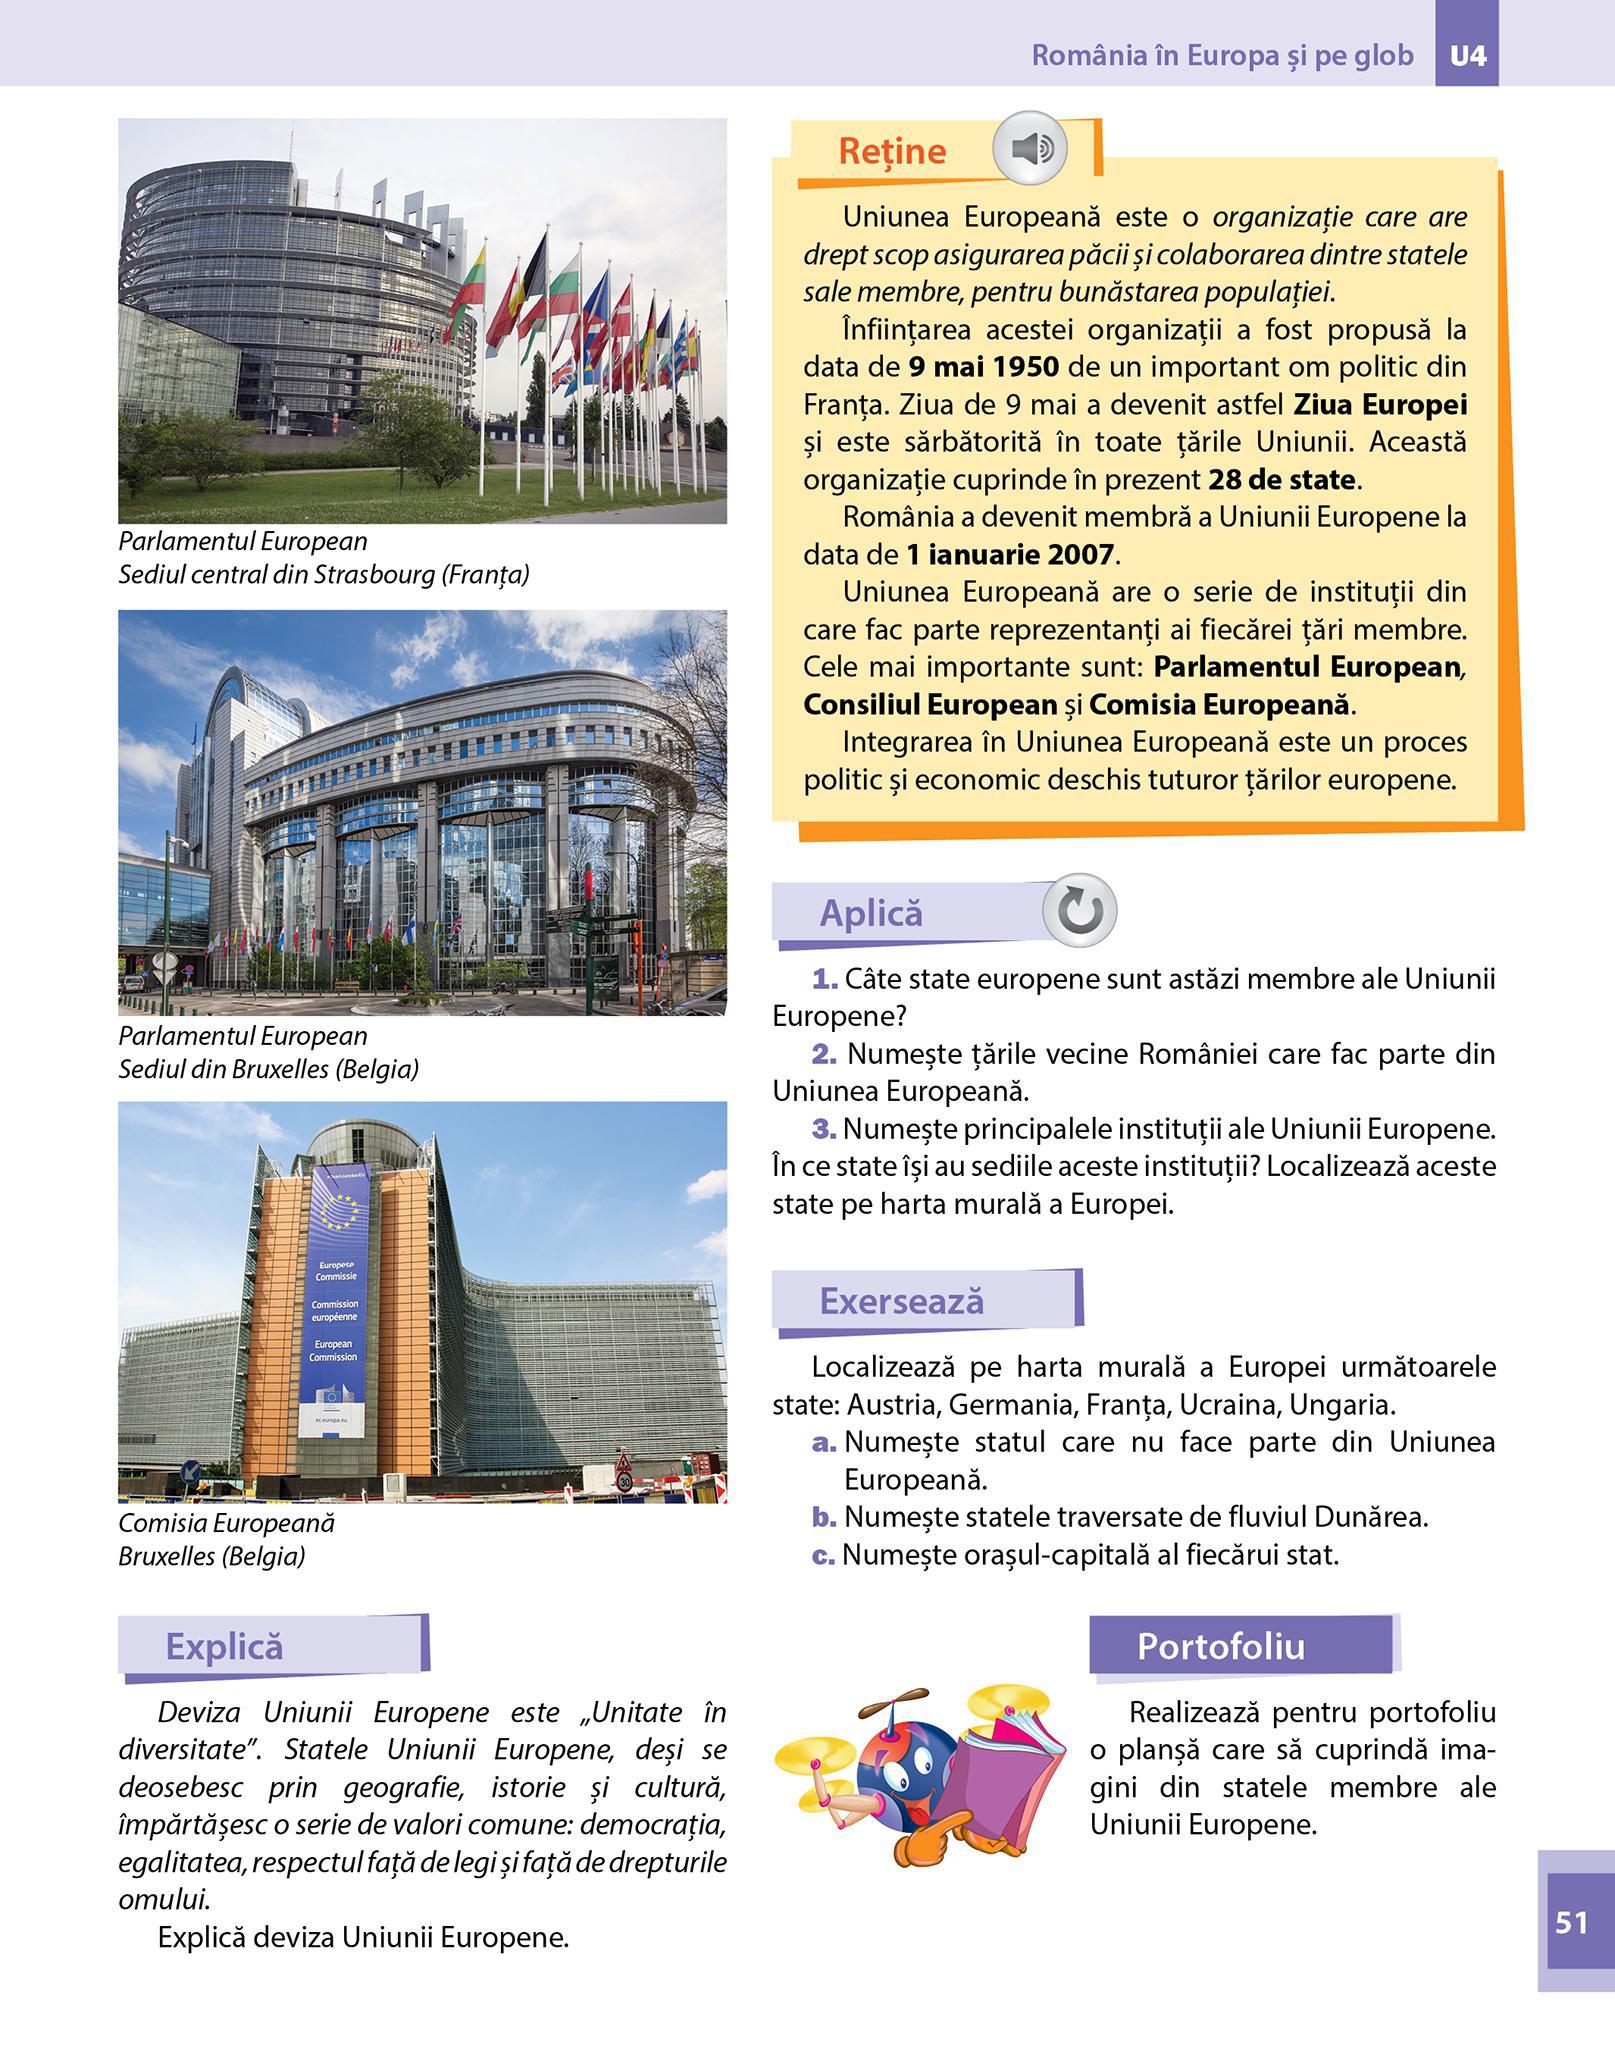 România în Europa și pe glob
U4
Parlamentul European
Sediul central din Strasbourg (Franța)
Parlamentul European
Sediul din Bruxelles (Belgia)
Europese
Commissie
Commission
européenne
European
Commission
ec.europa.eu
30
Comisia Europeană
Bruxelles (Belgia)
Explică
Deviza Uniunii Europene este „Unitate în
diversitate”. Statele Uniunii Europene, deși se
deosebesc prin geografie, istorie și cultură,
împărtășesc o serie de valori comune: democrația,
egalitatea, respectul față de legi și față de drepturile
omului.
Explică deviza Uniunii Europene.
Reține
Uniunea Europeană este o organizație care are
drept scop asigurarea păcii și colaborarea dintre statele
sale membre, pentru bunăstarea populației.
Înființarea acestei organizații a fost propusă la
data de 9 mai 1950 de un important om politic din
Franța. Ziua de 9 mai a devenit astfel Ziua Europei
și este sărbătorită în toate țările Uniunii. Această
organizație cuprinde în prezent 28 de state.
România a devenit membră a Uniunii Europene la
data de 1 ianuarie 2007.
Uniunea Europeană are o serie de instituții din
care fac parte reprezentanți ai fiecărei țări membre.
Cele mai importante sunt: Parlamentul European,
Consiliul European și Comisia Europeană.
Integrarea în Uniunea Europeană este un proces
politic și economic deschis tuturor țărilor europene.
Aplică
1. Câte state europene sunt astăzi membre ale Uniunii
Europene?
2. Numește țările vecine României care fac parte din
Uniunea Europeană.
3. Numește principalele instituții ale Uniunii Europene.
În ce state își au sediile aceste instituții? Localizează aceste
state pe harta murală a Europei.
Exersează
Localizează pe harta murală a Europei următoarele
state: Austria, Germania, Franța, Ucraina, Ungaria.
a. Numește statul care nu face parte din Uniunea
Europeană.
b. Numește statele traversate de fluviul Dunărea.
c. Numește orașul-capitală al fiecărui stat.
Portofoliu
Realizează pentru portofoliu
o planșă care să cuprindă ima-
gini din statele membre ale
Uniunii Europene.
51